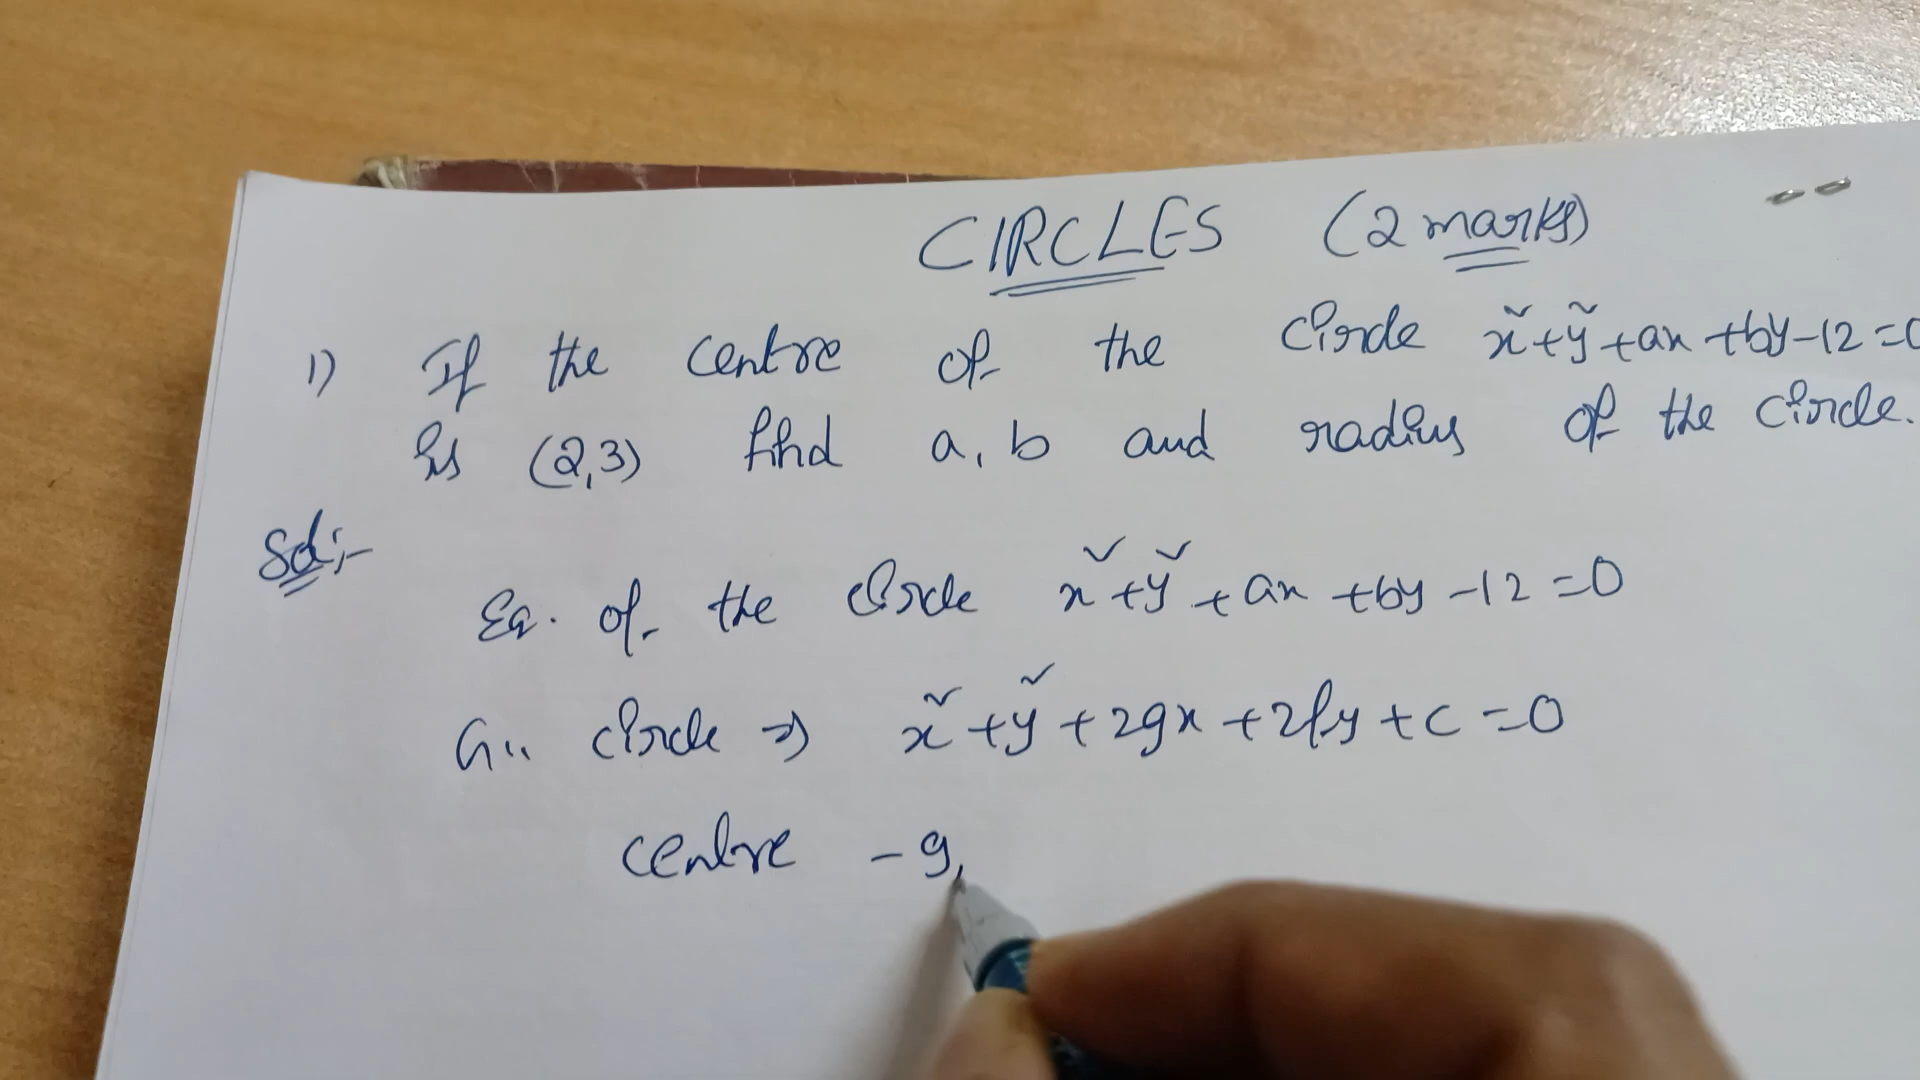 CIRCLES (2 marks)
1) If the centre of the circle x²+y²+ax+by-12=0
is (2,3) find a, b and radius of the circle.
Sol:-
Eq. of the circle x²+y²+ax+by-12=0
G.. circle ⇒ x²+y²+2gx+2fy+c=0
centre -g,